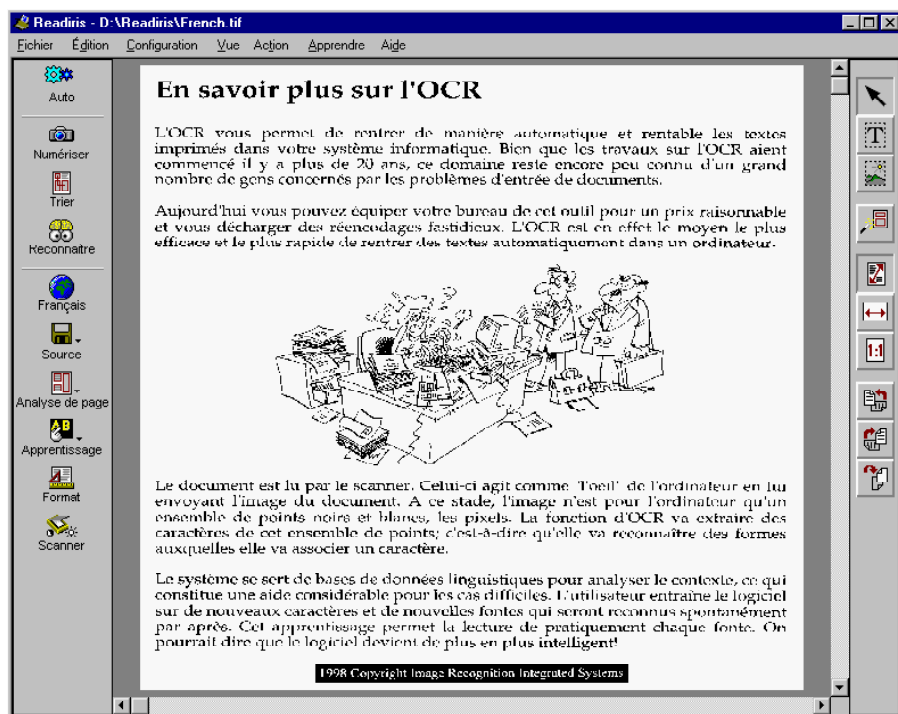 Readiris - D:\Readiris\French.tif
Fichier Édition Configuration Vue Action Apprendre Aide
Auto
Numériser
Trier
Reconnaître
Français
Source
Analyse de page
Apprentissage
Format
Scanner
En savoir plus sur l'OCR
L'OCR vous permet de rentrer de manière automatique et rentable les textes
imprimés dans votre système informatique. Bien que les travaux sur l'OCR aient
commencé il y a plus de 20 ans, ce domaine reste encore peu connu d'un grand
nombre de gens concernés par les problèmes d'entrée de documents.
Aujourd'hui vous pouvez équiper votre bureau de cet outil pour un prix raisonnable
et vous décharger des réencodages fastidieux. L'OCR est en effet le moyen le plus
efficace et le plus rapide de rentrer des textes automatiquement dans un ordinateur.
Le document est lu par le scanner. Celui-ci agit comme "l'oeil" de l'ordinateur en lui
envoyant l'image du document. A ce stade, l'image n'est pour l'ordinateur qu'un
ensemble de points noirs et blancs, les pixels. La fonction d'OCR va extraire des
caractères de cet ensemble de points; c'est-à-dire qu'elle va reconnaître des formes
auxquelles elle va associer un caractère.
Le système se sert de bases de données linguistiques pour analyser le contexte, ce qui
constitue une aide considérable pour les cas difficiles. L'utilisateur entraîne le logiciel
sur de nouveaux caractères et de nouvelles fontes qui seront reconnus spontanément
par après. Cet apprentissage permet la lecture de pratiquement chaque fonte. On
pourrait dire que le logiciel devient de plus en plus intelligent!
1998 Copyright Image Recognition Integrated Systems
T
1:1